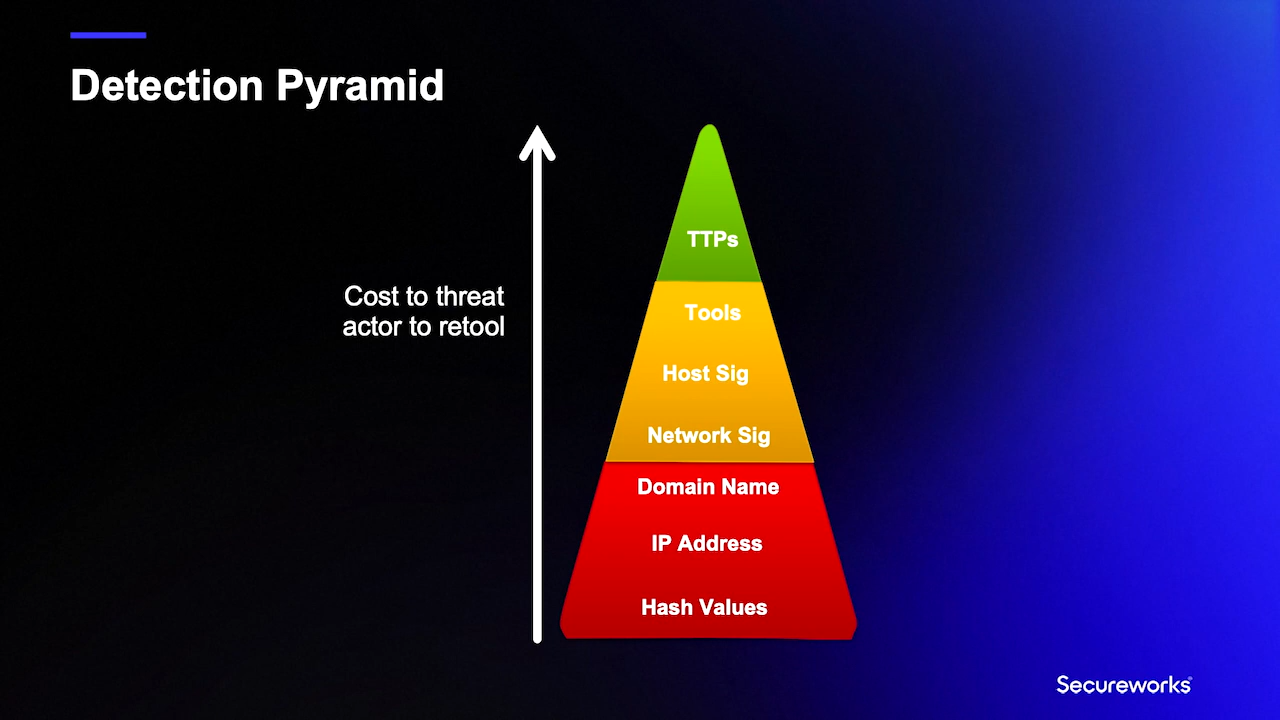 Detection Pyramid
Cost to threat
actor to retool
TTPs
Tools
Host Sig
Network Sig
Domain Name
IP Address
Hash Values
Secureworks